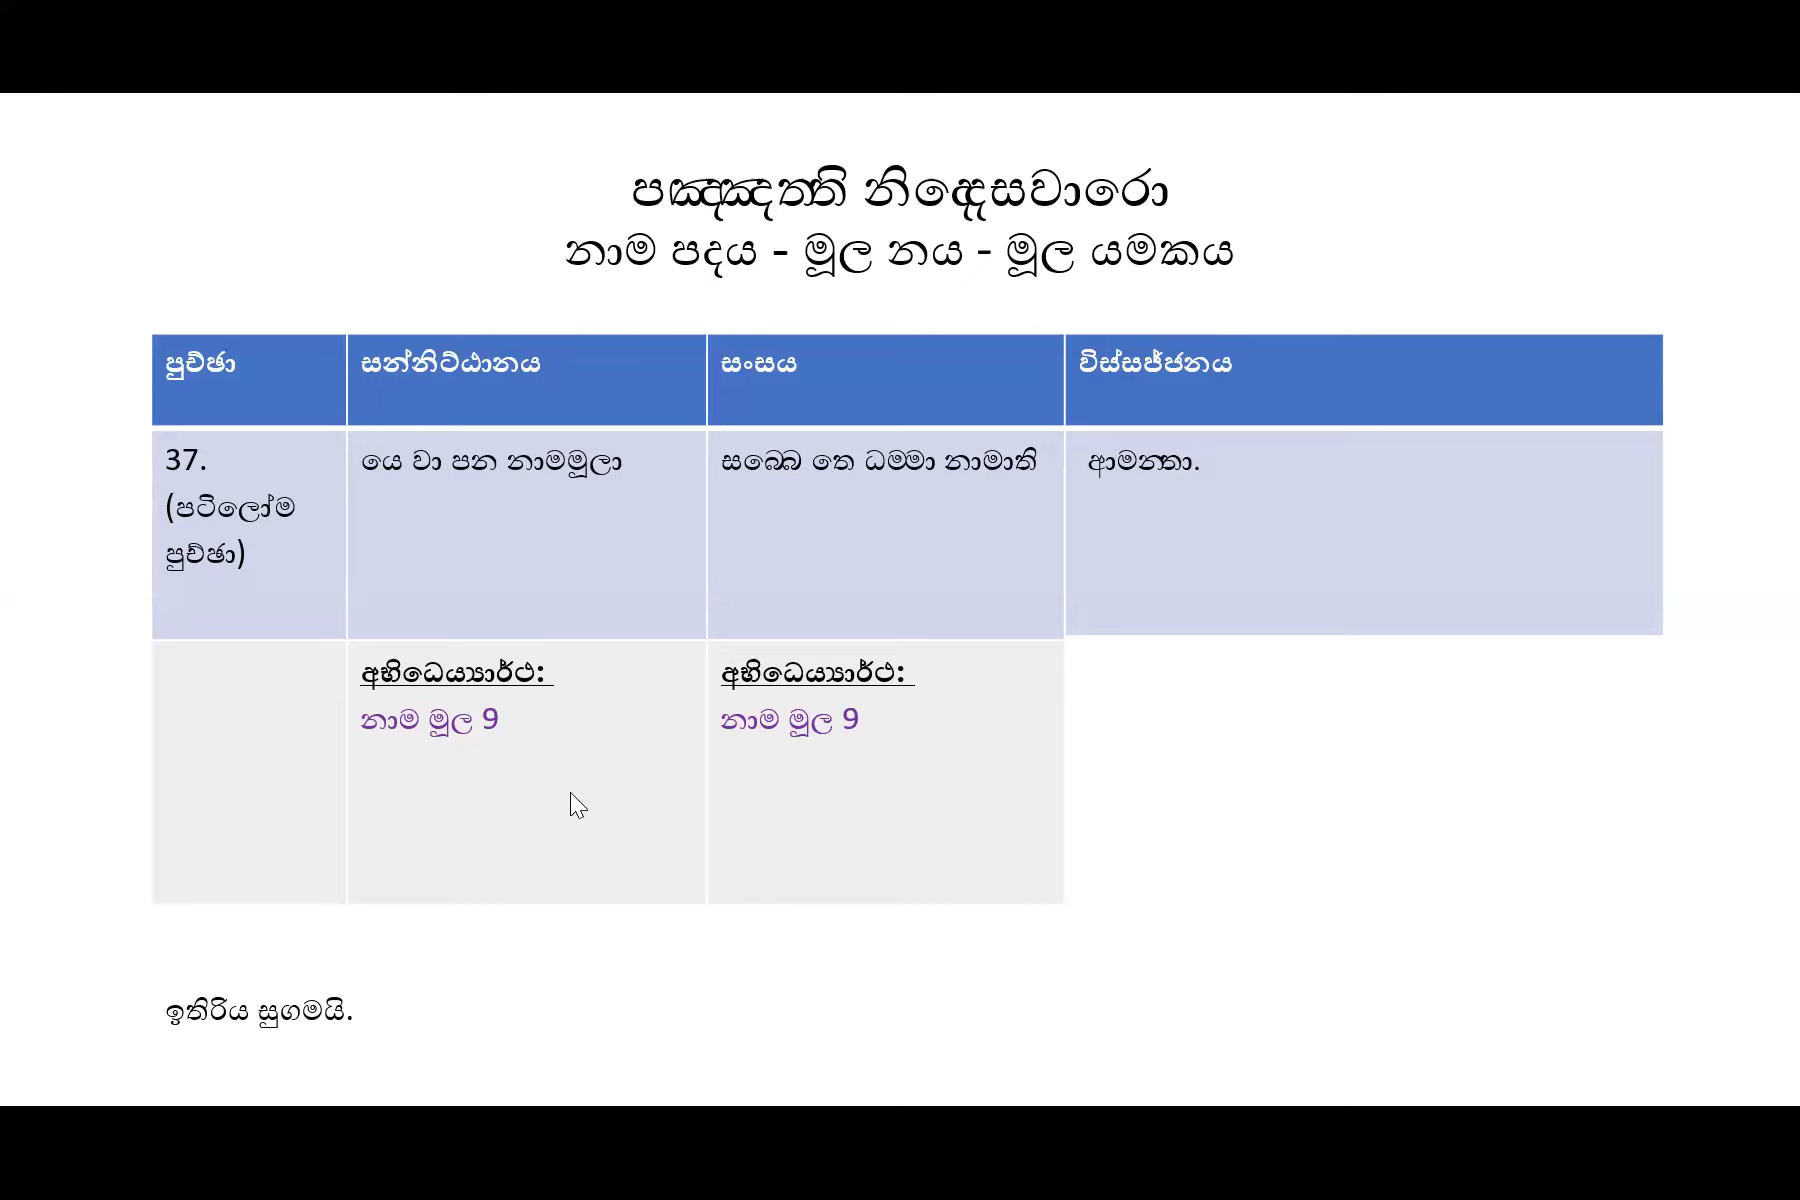 පඤ්ඤත්ති නිද්දෙසවාරො
නාම පදය - මූල නය - මූල යමකය
පුච්ඡා
සන්නිට්ඨානය
සංසය
විස්සජ්ජනය
37.
(පටිලෝම
පුච්ඡා)
යෙ වා පන නාමමූලා
සබ්බෙ තෙ ධම්මා නාමාති
ආමන්තා.
අභිධෙය්‍යාර්ථ:
නාම මූල 9
අභිධෙය්‍යාර්ථ:
නාම මූල 9
ඉතිරිය සුගමයි.